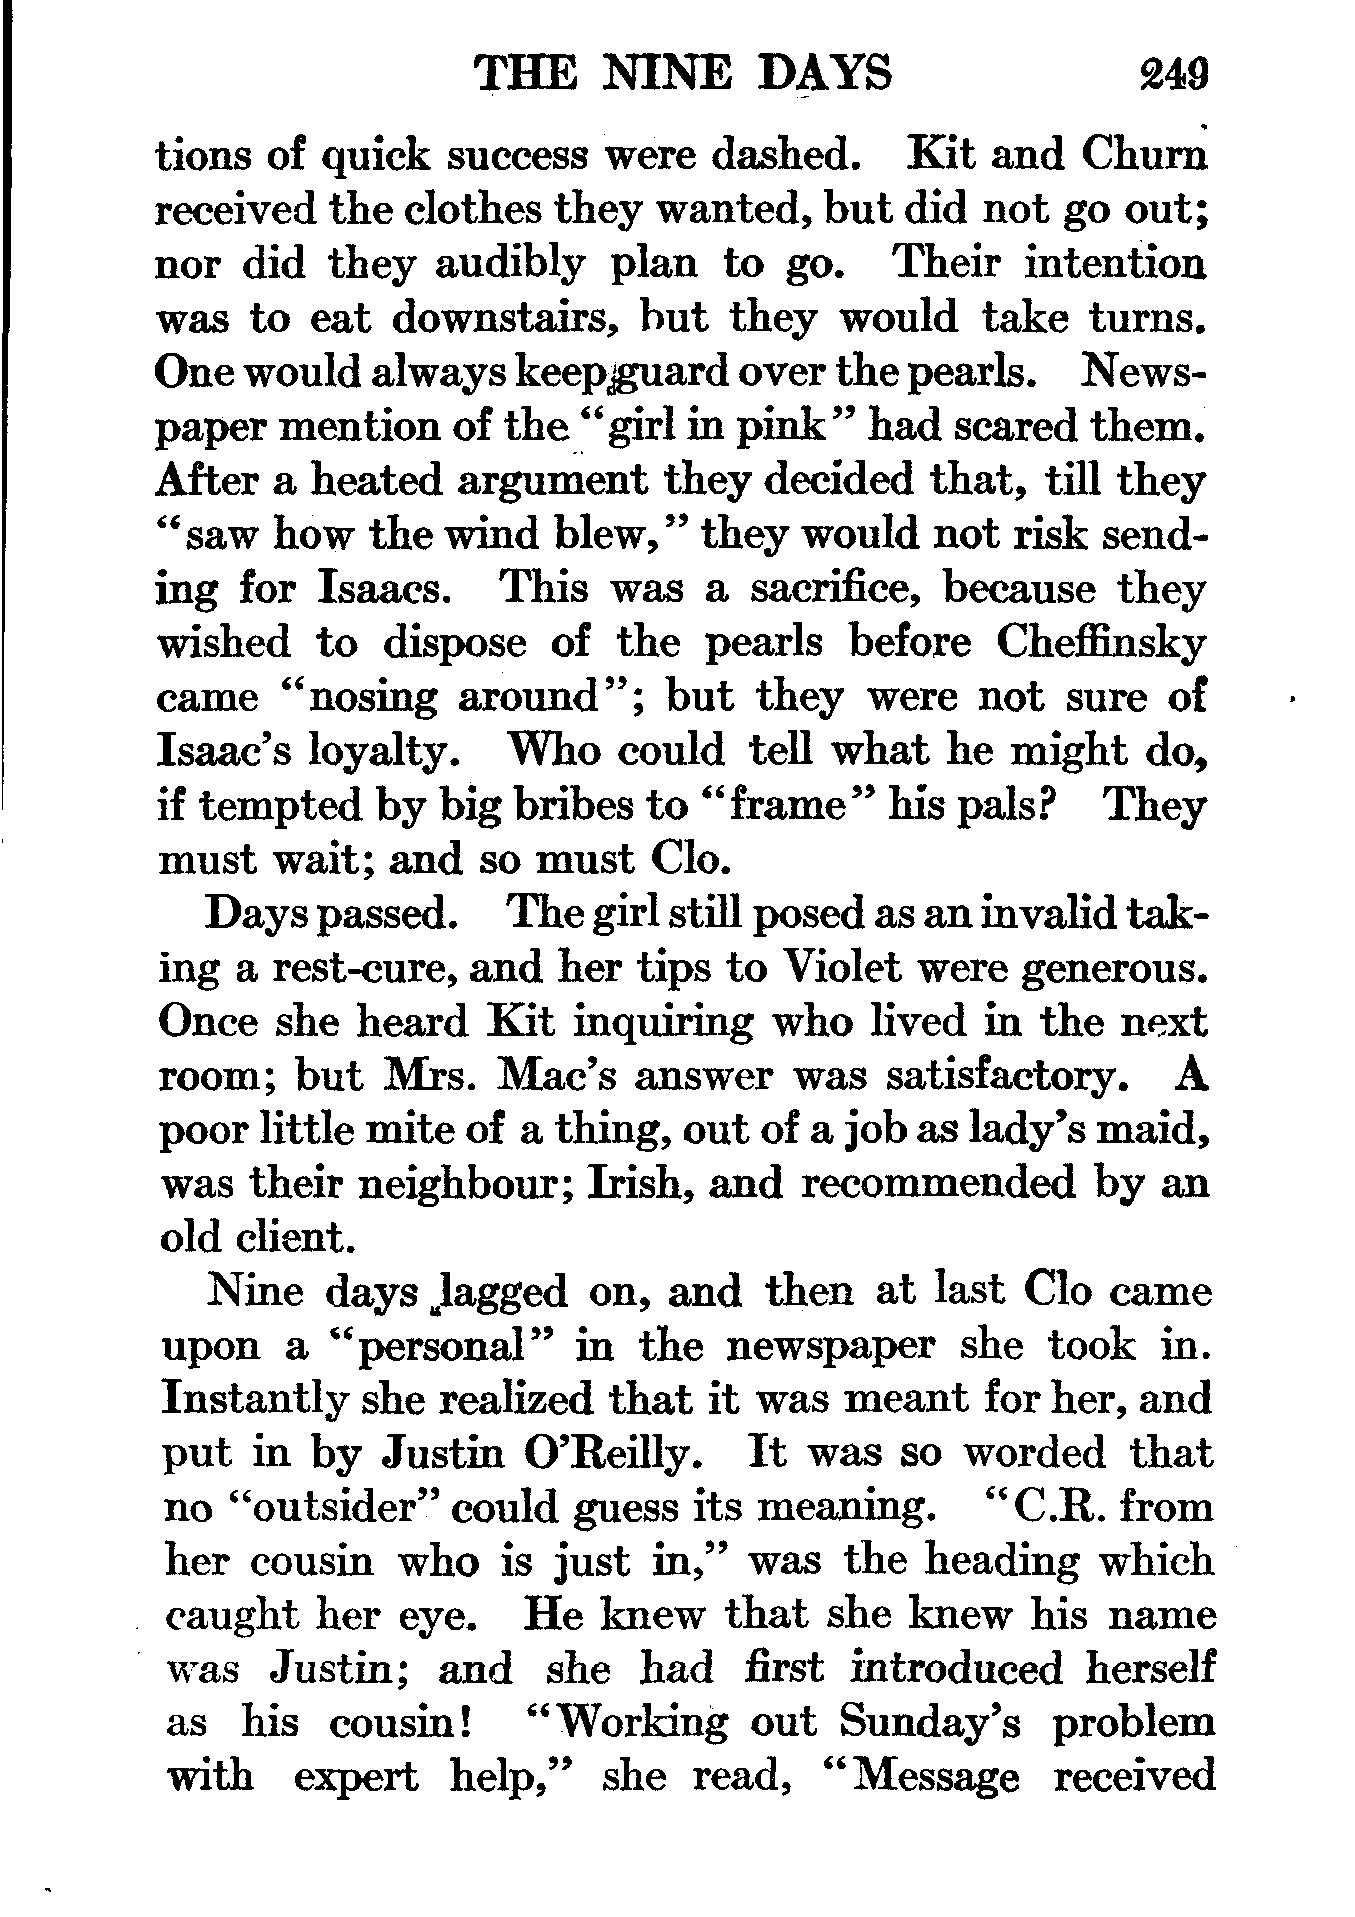 THE NINE DAYS 249
tions of quick success were dashed. Kit and Churn
received the clothes they wanted, but did not go out;
nor did they audibly plan to go. Their intention
was to eat downstairs, but they would take turns.
One would always keep guard over the pearls. News-
paper mention of the "girl in pink" had scared them.
After a heated argument they decided that, till they
"saw how the wind blew," they would not risk send-
ing for Isaacs. This was a sacrifice, because they
wished to dispose of the pearls before Cheffinsky
came "nosing around"; but they were not sure of
Isaac's loyalty. Who could tell what he might do,
if tempted by big bribes to "frame" his pals? They
must wait; and so must Clo.
Days passed. The girl still posed as an invalid tak-
ing a rest-cure, and her tips to Violet were generous.
Once she heard Kit inquiring who lived in the next
room; but Mrs. Mac's answer was satisfactory. A
poor little mite of a thing, out of a job as lady's maid,
was their neighbour; Irish, and recommended by an
old client.
Nine days lagged on, and then at last Clo came
upon a "personal" in the newspaper she took in.
Instantly she realized that it was meant for her, and
put in by Justin O'Reilly. It was so worded that
no "outsider" could guess its meaning. "C.R. from
her cousin who is just in," was the heading which
caught her eye. He knew that she knew his name
was Justin; and she had first introduced herself
as his cousin! "Working out Sunday's problem
with expert help," she read, "Message received